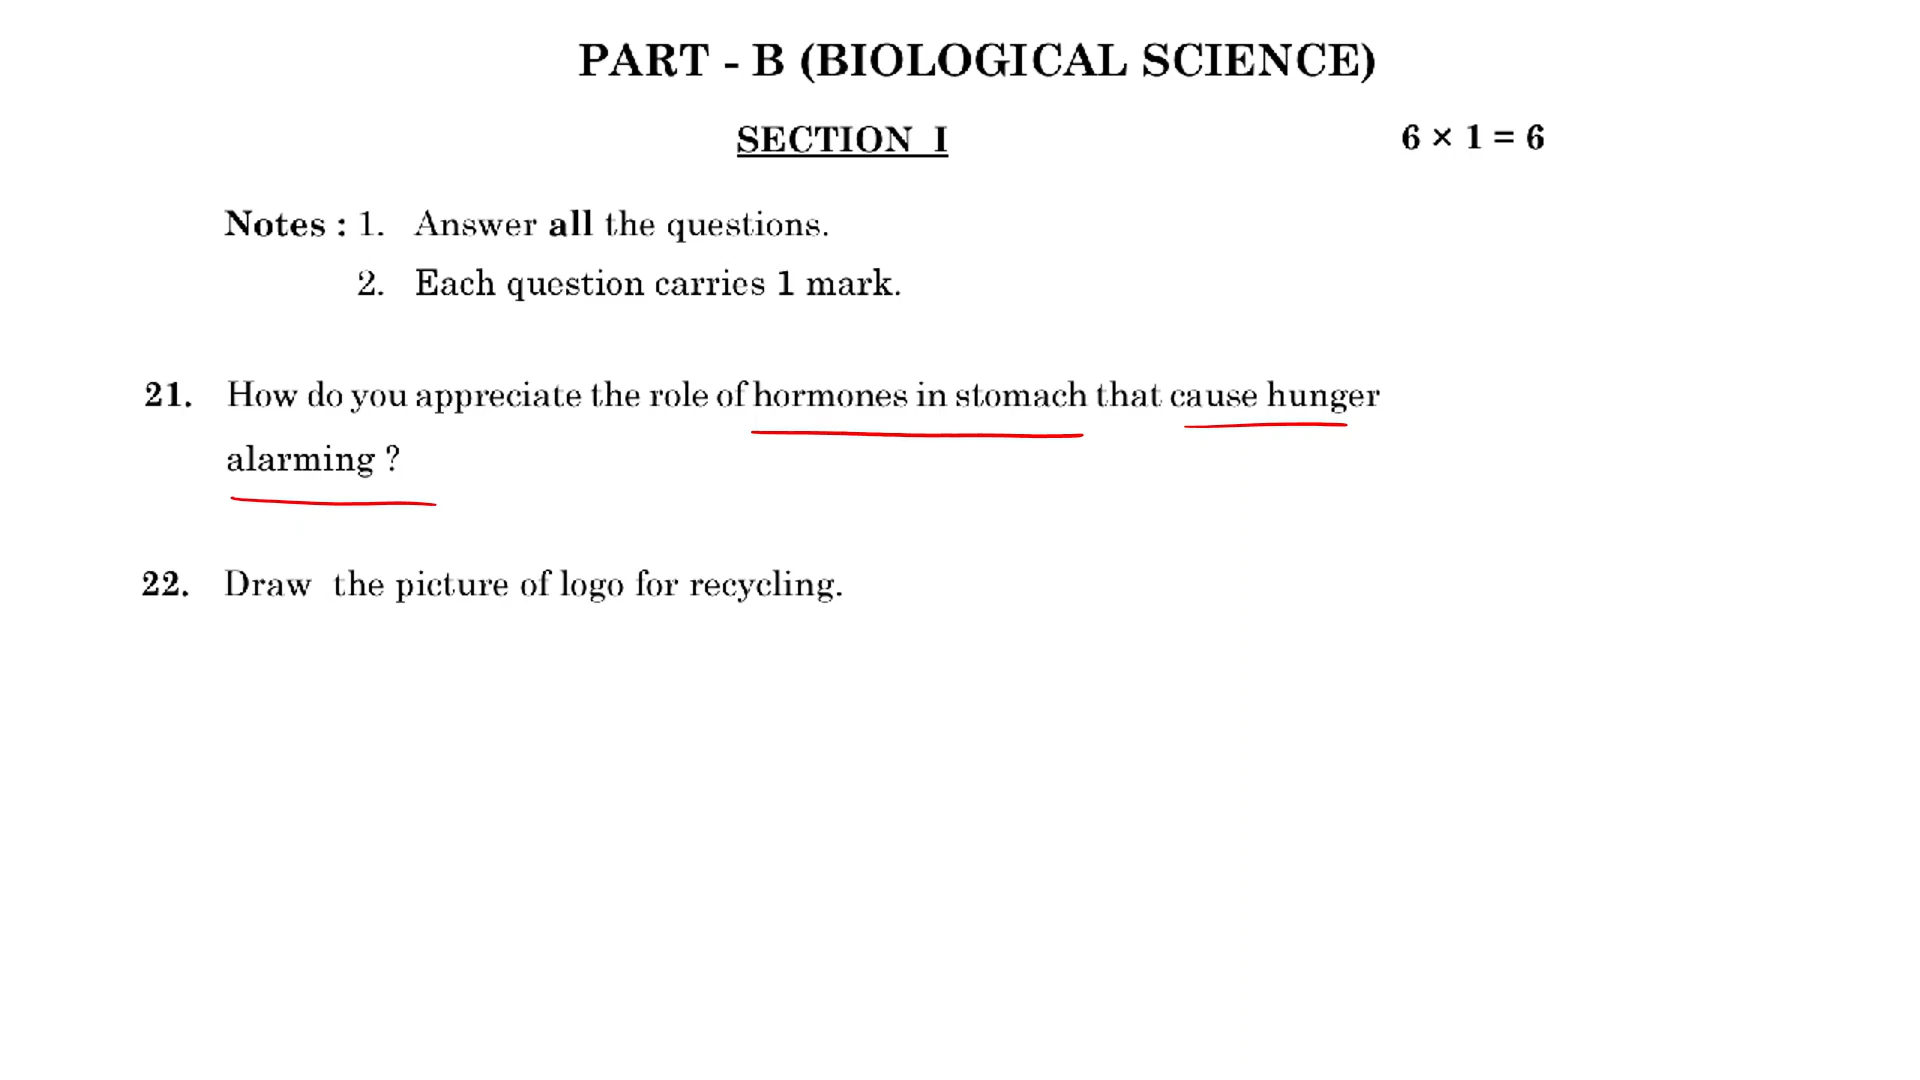 PART - B (BIOLOGICAL SCIENCE)
SECTION I 6 × 1 = 6
Notes : 1. Answer all the questions.
2. Each question carries 1 mark.
21. How do you appreciate the role of hormones in stomach that cause hunger
alarming ?
22. Draw the picture of logo for recycling.